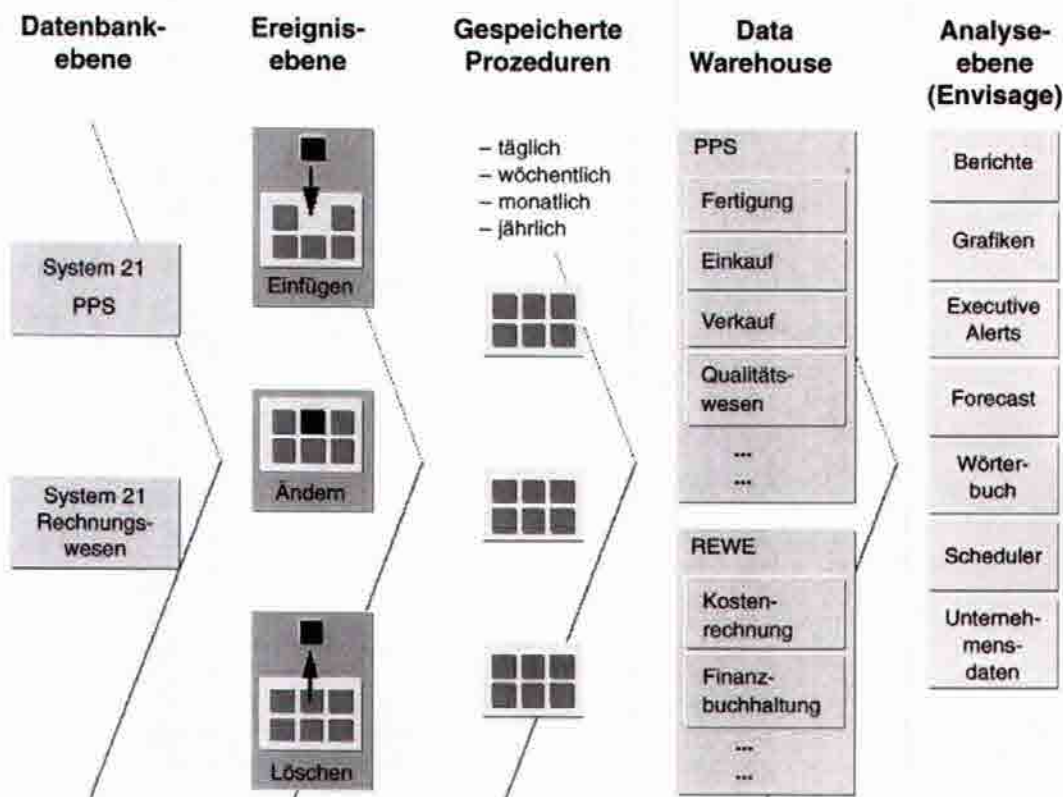 Datenbank-
ebene
Ereignis-
ebene
Gespeicherte
Prozeduren
Data
Warehouse
Analyse-
ebene
(Envisage)
System 21
PPS
System 21
Rechnungs-
wesen
Einfügen
Ändern
Löschen
– täglich
– wöchentlich
– monatlich
– jährlich
PPS
Fertigung
Einkauf
Verkauf
Qualitäts-
wesen
...
...
REWE
Kosten-
rechnung
Finanz-
buchhaltung
...
...
Berichte
Grafiken
Executive
Alerts
Forecast
Wörter-
buch
Scheduler
Unterneh-
mens-
daten